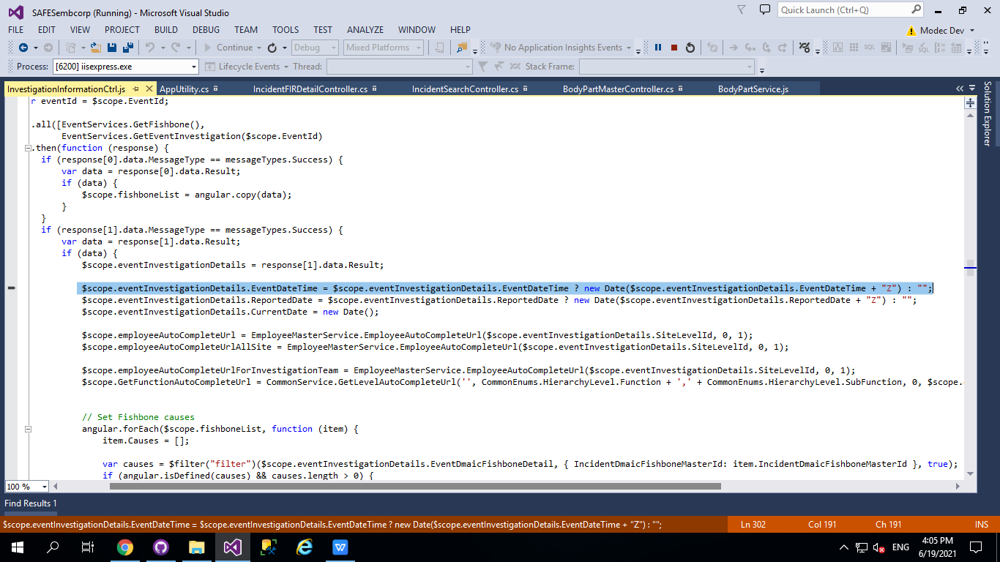 SAFESembcorp (Running) - Microsoft Visual Studio
Quick Launch (Ctrl+Q)
FILE EDIT VIEW PROJECT BUILD DEBUG TEAM TOOLS TEST ANALYZE WINDOW HELP
Modec Dev
Continue Debug Mixed Platforms No Application Insights Events
Process: [6200] iisexpress.exe Lifecycle Events Thread: Stack Frame:
InvestigationInformationCtrl.js AppUtility.cs IncidentFIRDetailController.cs IncidentSearchController.cs BodyPartMasterController.cs BodyPartService.js
Solution Explorer
r eventId = $scope.EventId;
.all([EventServices.GetFishbone(),
EventServices.GetEventInvestigation($scope.EventId)
.then(function (response) {
if (response[0].data.MessageType == messageTypes.Success) {
var data = response[0].data.Result;
if (data) {
$scope.fishboneList = angular.copy(data);
}
}
if (response[1].data.MessageType == messageTypes.Success) {
var data = response[1].data.Result;
if (data) {
$scope.eventInvestigationDetails = response[1].data.Result;
$scope.eventInvestigationDetails.EventDateTime = $scope.eventInvestigationDetails.EventDateTime ? new Date($scope.eventInvestigationDetails.EventDateTime + "Z") : "";
$scope.eventInvestigationDetails.ReportedDate = $scope.eventInvestigationDetails.ReportedDate ? new Date($scope.eventInvestigationDetails.ReportedDate + "Z") : "";
$scope.eventInvestigationDetails.CurrentDate = new Date();
$scope.employeeAutoCompleteUrl = EmployeeMasterService.EmployeeAutoCompleteUrl($scope.eventInvestigationDetails.SiteLevelId, 0, 1);
$scope.employeeAutoCompleteUrlAllSite = EmployeeMasterService.EmployeeAutoCompleteUrl($scope.eventInvestigationDetails.SiteLevelId, 0, 1);
$scope.employeeAutoCompleteUrlForInvestigationTeam = EmployeeMasterService.EmployeeAutoCompleteUrl($scope.eventInvestigationDetails.SiteLevelId, 0, 1);
$scope.GetFunctionAutoCompleteUrl = CommonService.GetLevelAutoCompleteUrl('', CommonEnums.HierarchyLevel.Function + ',' + CommonEnums.HierarchyLevel.SubFunction, 0, $scope.
// Set Fishbone causes
angular.forEach($scope.fishboneList, function (item) {
item.Causes = [];
var causes = $filter("filter")($scope.eventInvestigationDetails.EventDmaicFishboneDetail, { IncidentDmaicFishboneMasterId: item.IncidentDmaicFishboneMasterId }, true);
if (angular.isDefined(causes) && causes.length > 0) {
100 %
Find Results 1
$scope.eventInvestigationDetails.EventDateTime = $scope.eventInvestigationDetails.EventDateTime ? new Date($scope.eventInvestigationDetails.EventDateTime + "Z") : ""; Ln 302 Col 191 Ch 191 INS
ENG
4:05 PM
6/19/2021